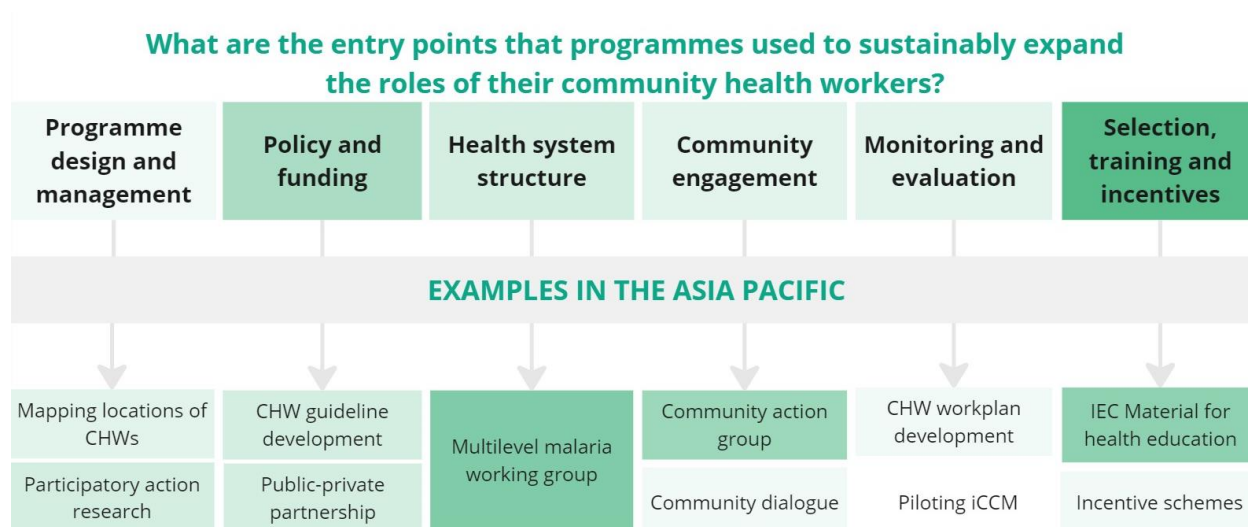 What are the entry points that programmes used to sustainably expand
the roles of their community health workers?
Programme
design and
management
Policy and
funding
Health system
structure
Community
engagement
Monitoring and
evaluation
Selection,
training and
incentives
EXAMPLES IN THE ASIA PACIFIC
Mapping locations of
CHWs
Participatory action
research
CHW guideline
development
Public-private
partnership
Multilevel malaria
working group
Community action
group
Community dialogue
CHW workplan
development
Piloting iCCM
IEC Material for
health education
Incentive schemes